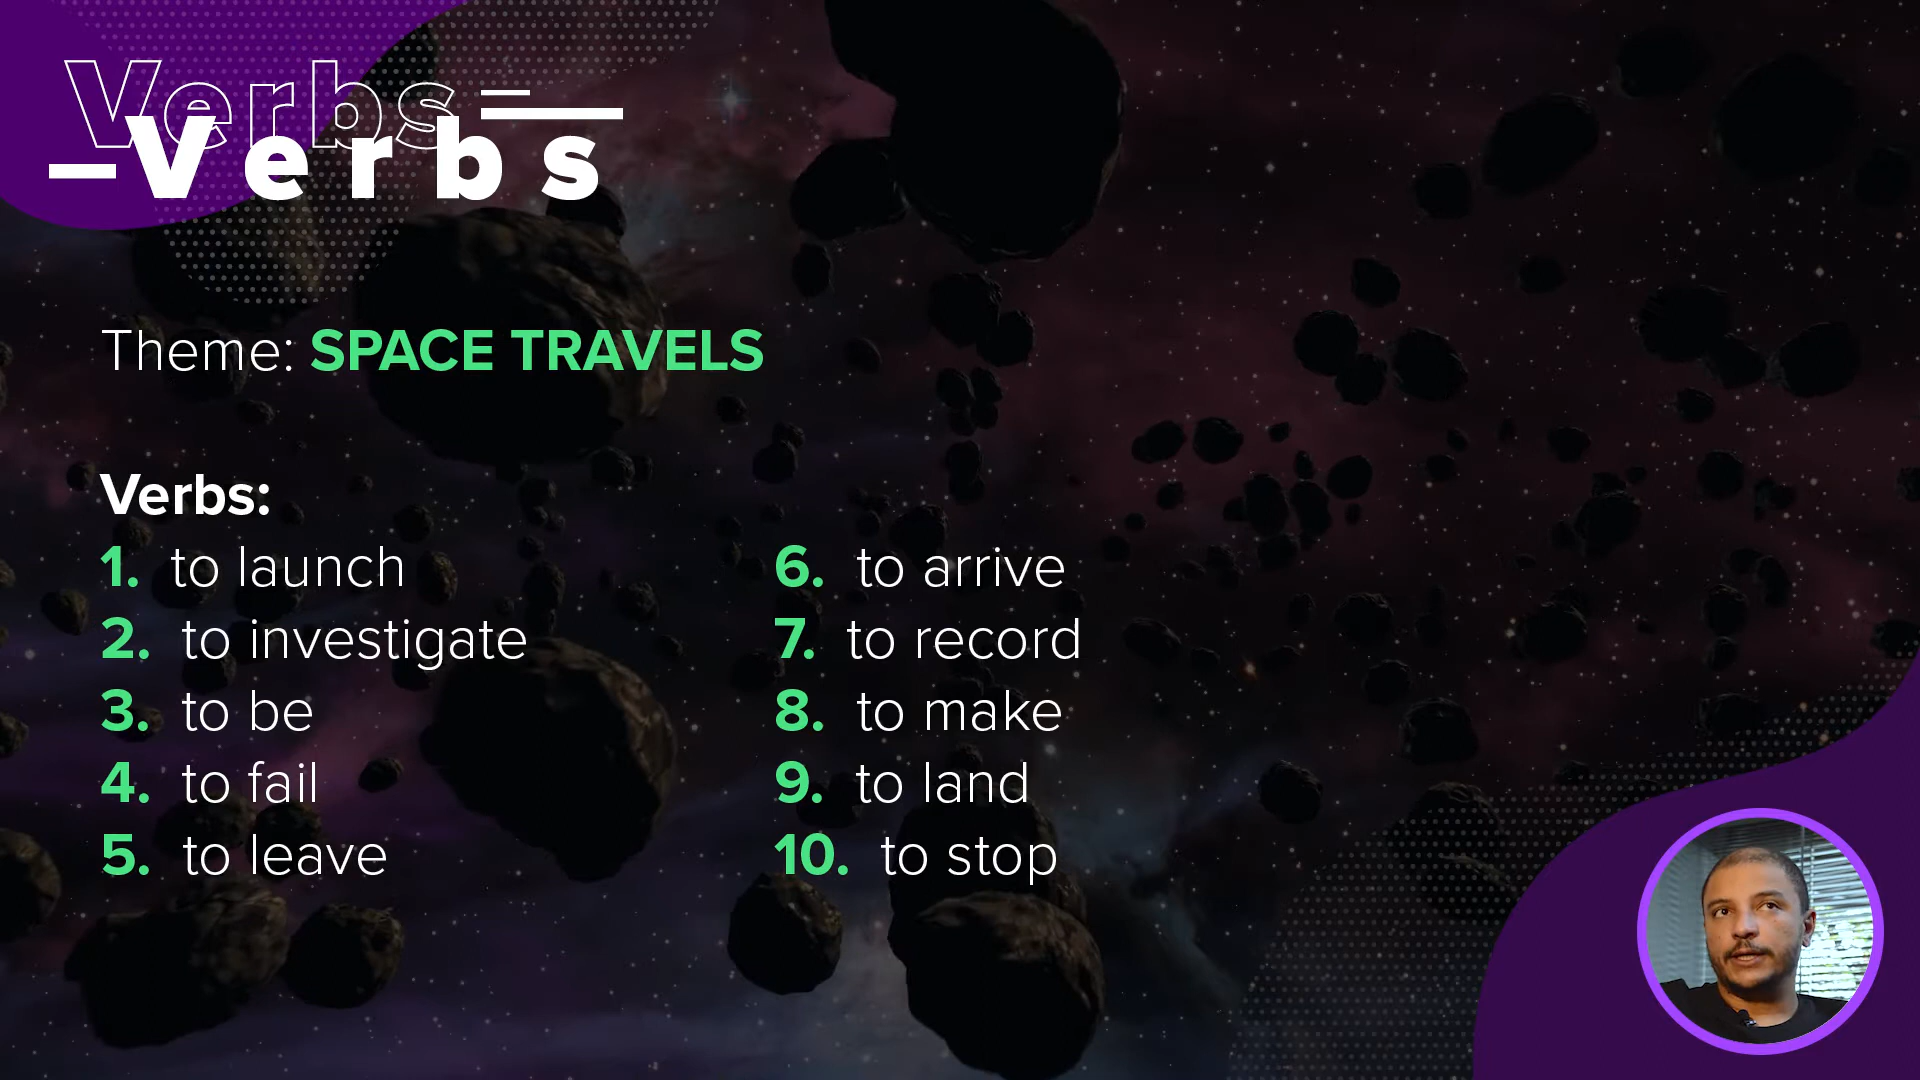 Verbs
Verbs
Theme: SPACE TRAVELS
Verbs:
1. to launch
2. to investigate
3. to be
4. to fail
5. to leave
6. to arrive
7. to record
8. to make
9. to land
10. to stop